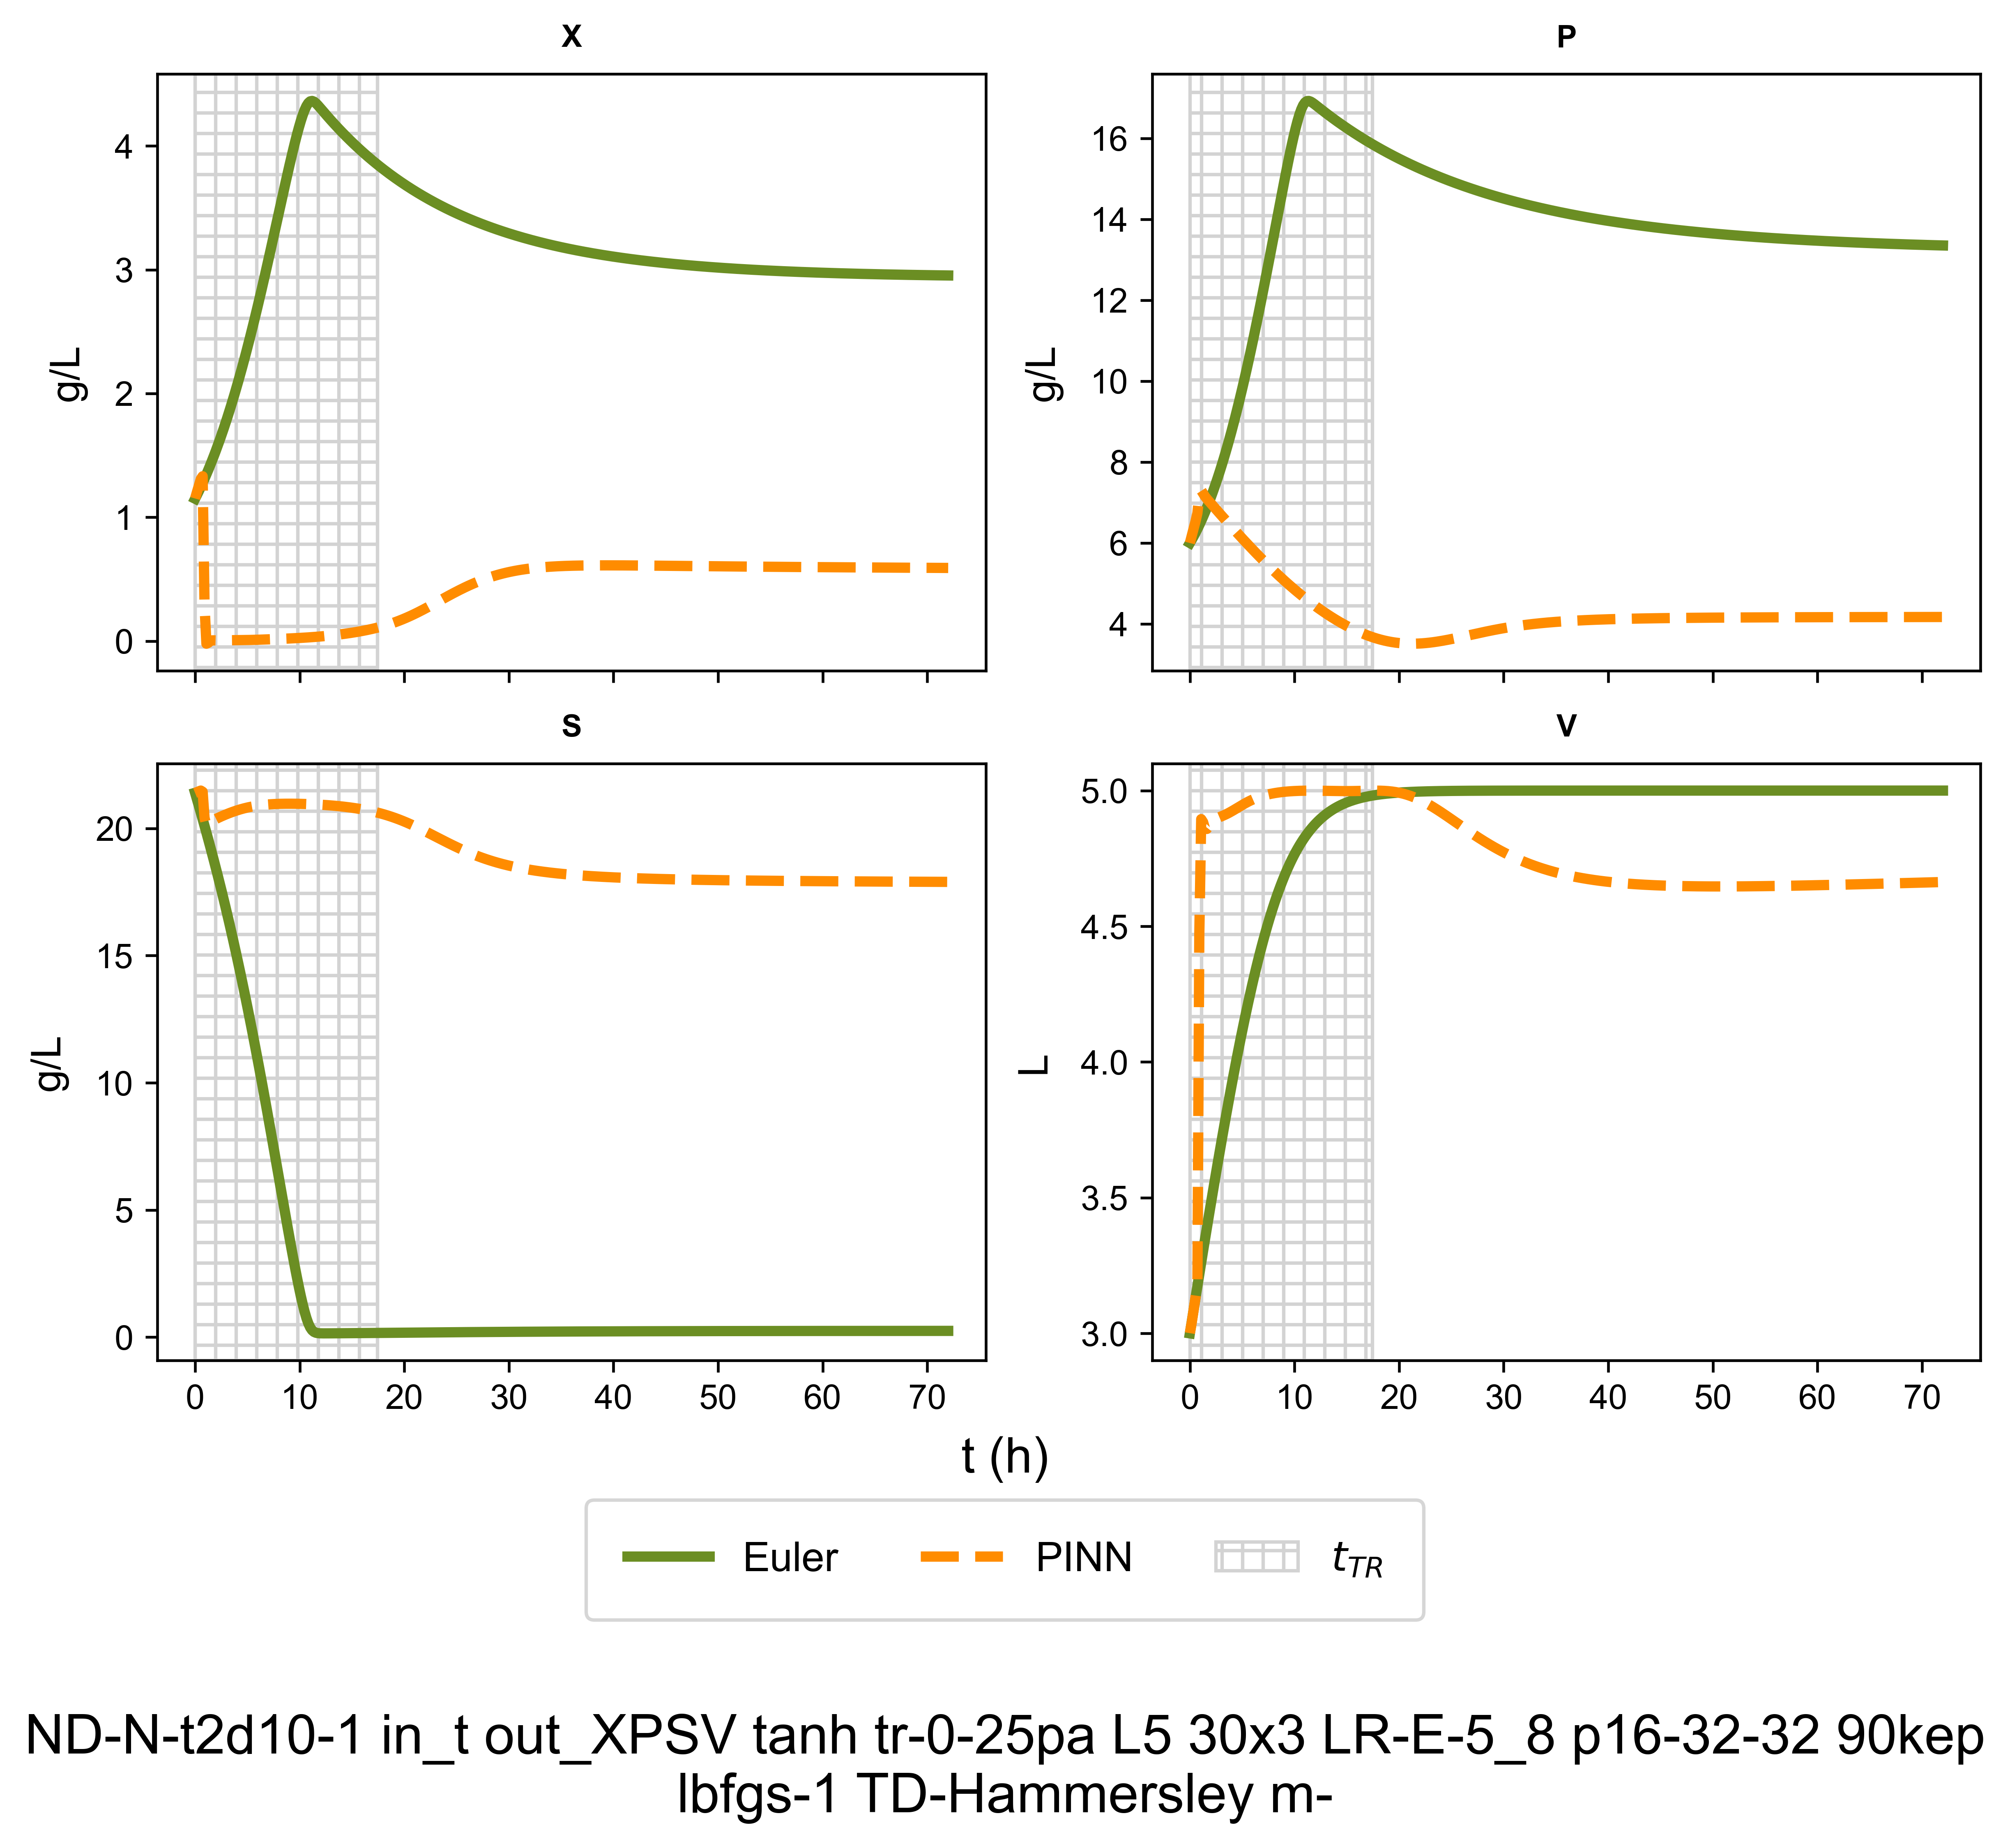 X
P
4
3
2
1
0
g/L
16
14
12
10
8
6
4
g/L
S
V
20
15
10
5
0
g/L
0 10 20 30 40 50 60 70
5.0
4.5
4.0
3.5
3.0
L
0 10 20 30 40 50 60 70
t (h)
Euler PINN t_TR
ND-N-t2d10-1 in_t out_XPSV tanh tr-0-25pa L5 30x3 LR-E-5_8 p16-32-32 90kep
lbfgs-1 TD-Hammersley m-